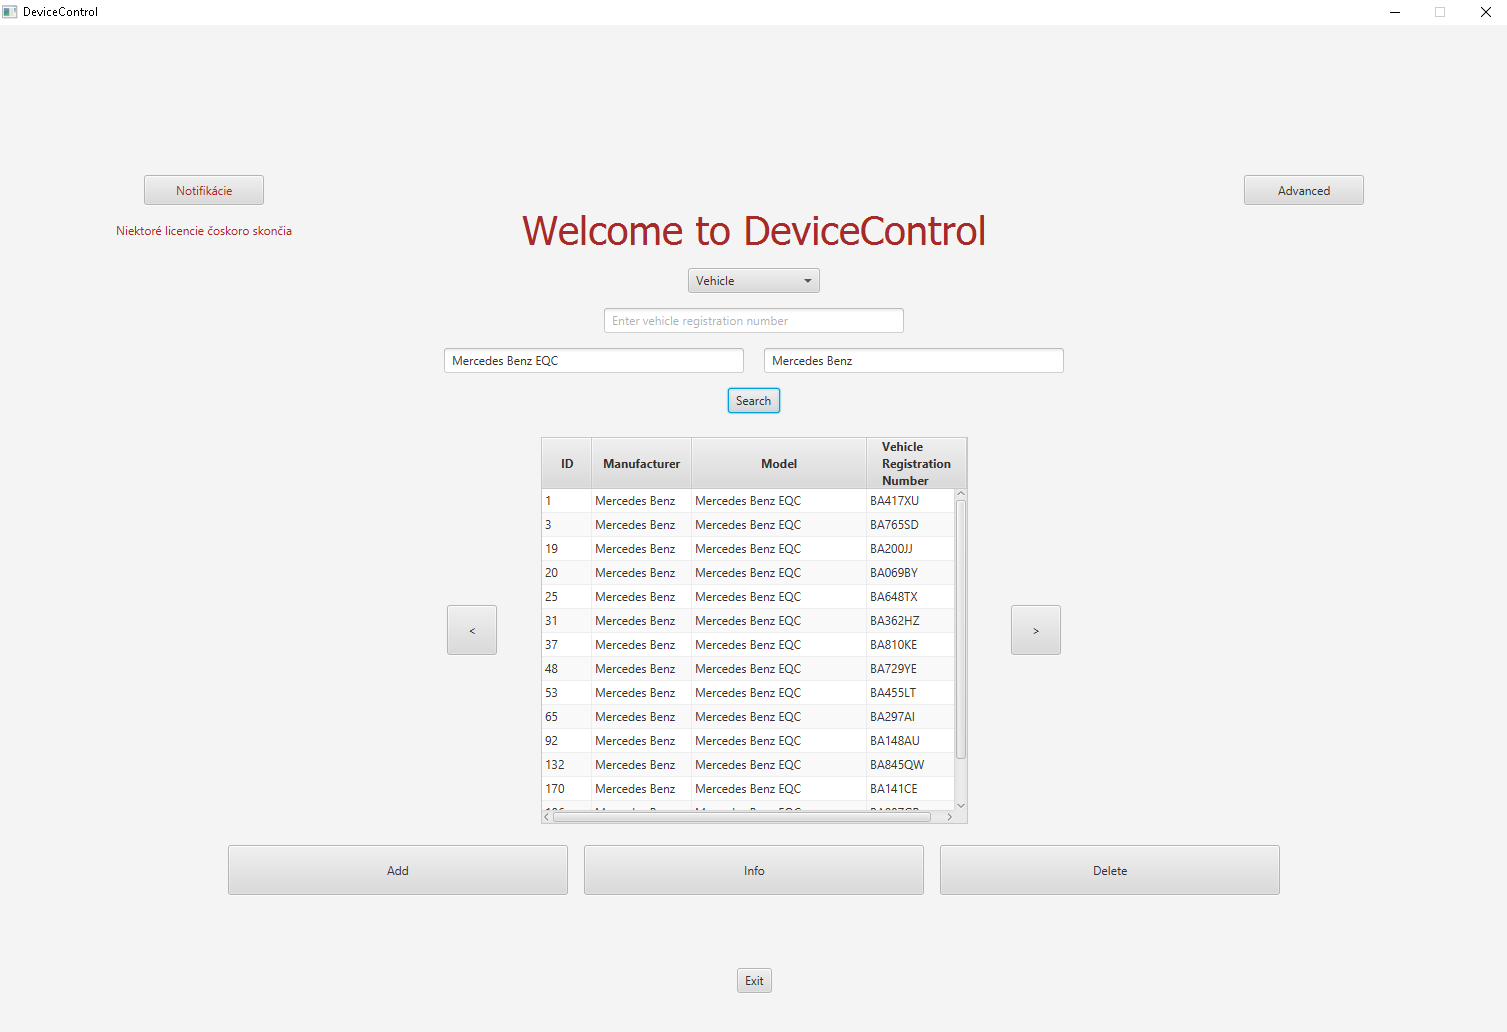 DeviceControl
Notifikácie
Advanced
Niektoré licencie čoskoro skončia
Welcome to DeviceControl
Vehicle
Enter vehicle registration number
Mercedes Benz EQC
Mercedes Benz
Search
ID Manufacturer Model Vehicle Registration Number
1 Mercedes Benz Mercedes Benz EQC BA417XU
3 Mercedes Benz Mercedes Benz EQC BA765SD
19 Mercedes Benz Mercedes Benz EQC BA200JJ
20 Mercedes Benz Mercedes Benz EQC BA069BY
25 Mercedes Benz Mercedes Benz EQC BA648TX
31 Mercedes Benz Mercedes Benz EQC BA362HZ
37 Mercedes Benz Mercedes Benz EQC BA810KE
48 Mercedes Benz Mercedes Benz EQC BA729YE
53 Mercedes Benz Mercedes Benz EQC BA455LT
65 Mercedes Benz Mercedes Benz EQC BA297AI
92 Mercedes Benz Mercedes Benz EQC BA148AU
132 Mercedes Benz Mercedes Benz EQC BA845QW
170 Mercedes Benz Mercedes Benz EQC BA141CE
<
>
Add
Info
Delete
Exit